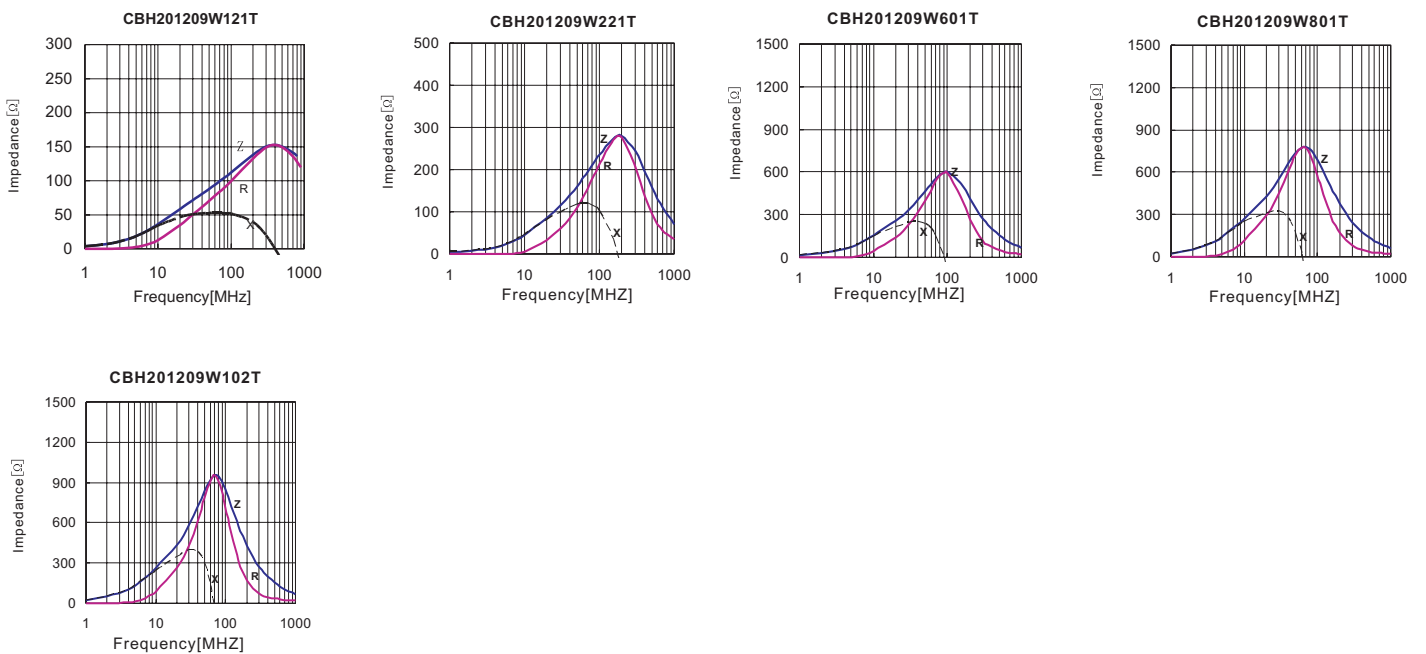 CBH201209W121T
300
250
200
150
100
50
0
Impedance[Ω]
Z
R
X
1 10 100 1000
Frequency[MHz]
CBH201209W221T
500
400
300
200
100
0
Impedance[Ω]
Z
R
X
1 10 100 1000
Frequency[MHZ]
CBH201209W601T
1500
1200
900
600
300
0
Impedance[Ω]
Z
X
R
1 10 100 1000
Frequency[MHZ]
CBH201209W801T
1500
1200
900
600
300
0
Impedance[Ω]
Z
X
R
1 10 100 1000
Frequency[MHZ]
CBH201209W102T
1500
1200
900
600
300
0
Impedance[Ω]
Z
X
R
1 10 100 1000
Frequency[MHZ]